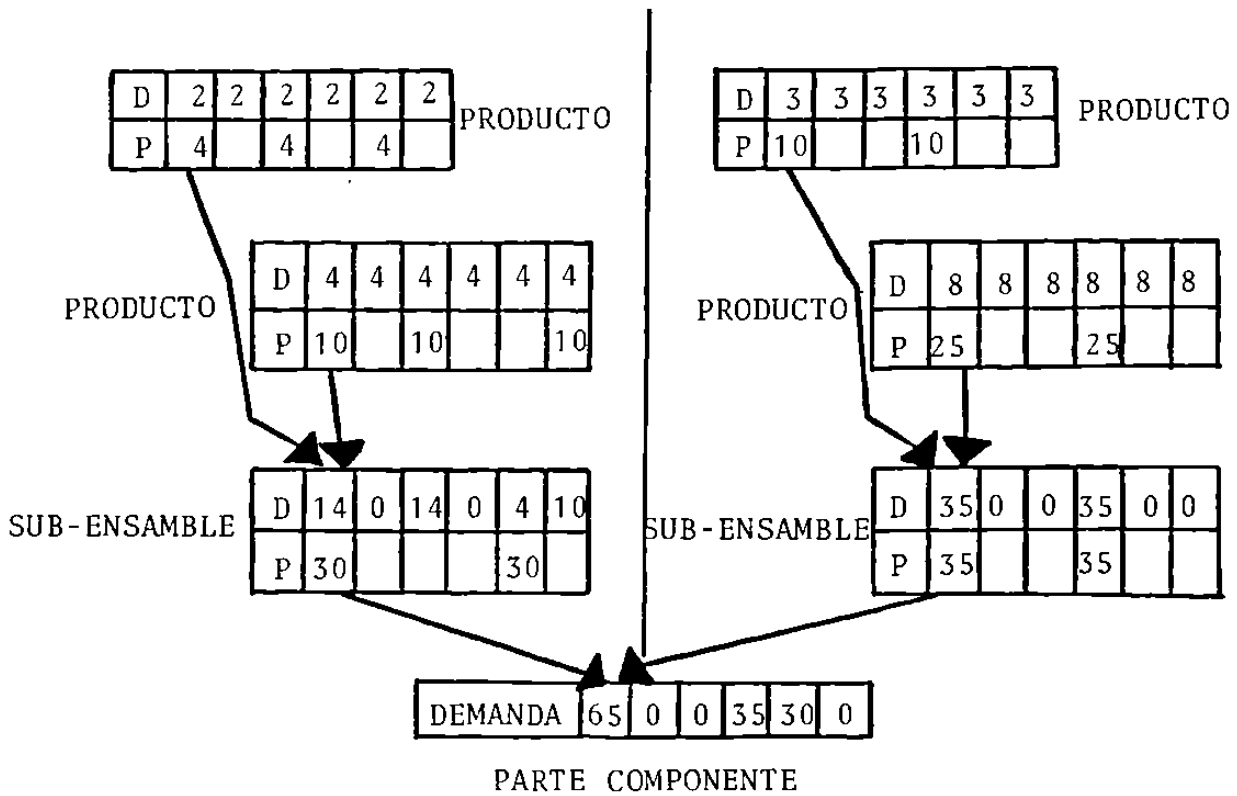 D 2 2 2 2 2 2
P 4 4 4
PRODUCTO
D 3 3 3 3 3 3
P 10 10
PRODUCTO
PRODUCTO
D 4 4 4 4 4 4
P 10 10 10
PRODUCTO
D 8 8 8 8 8 8
P 25 25
SUB-ENSAMBLE
D 14 0 14 0 4 10
P 30 30
SUB-ENSAMBLE
D 35 0 0 35 0 0
P 35 35
DEMANDA 65 0 0 35 30 0
PARTE COMPONENTE